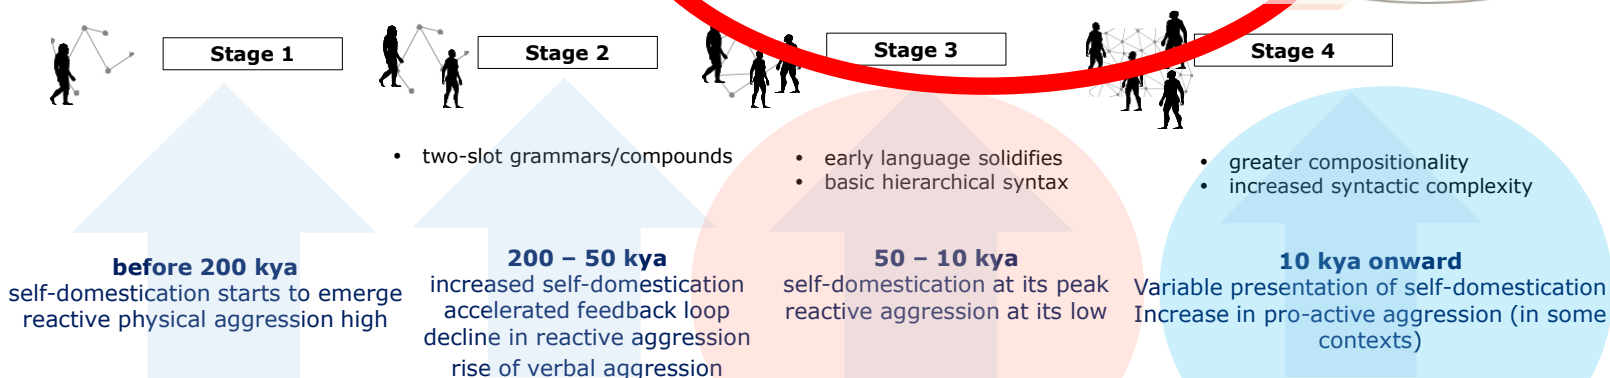 Stage 1
Stage 2
Stage 3
Stage 4
• two-slot grammars/compounds
• early language solidifies
• basic hierarchical syntax
• greater compositionality
• increased syntactic complexity
before 200 kya
self-domestication starts to emerge
reactive physical aggression high
200 – 50 kya
increased self-domestication
accelerated feedback loop
decline in reactive aggression
rise of verbal aggression
50 – 10 kya
self-domestication at its peak
reactive aggression at its low
10 kya onward
Variable presentation of self-domestication
Increase in pro-active aggression (in some
contexts)